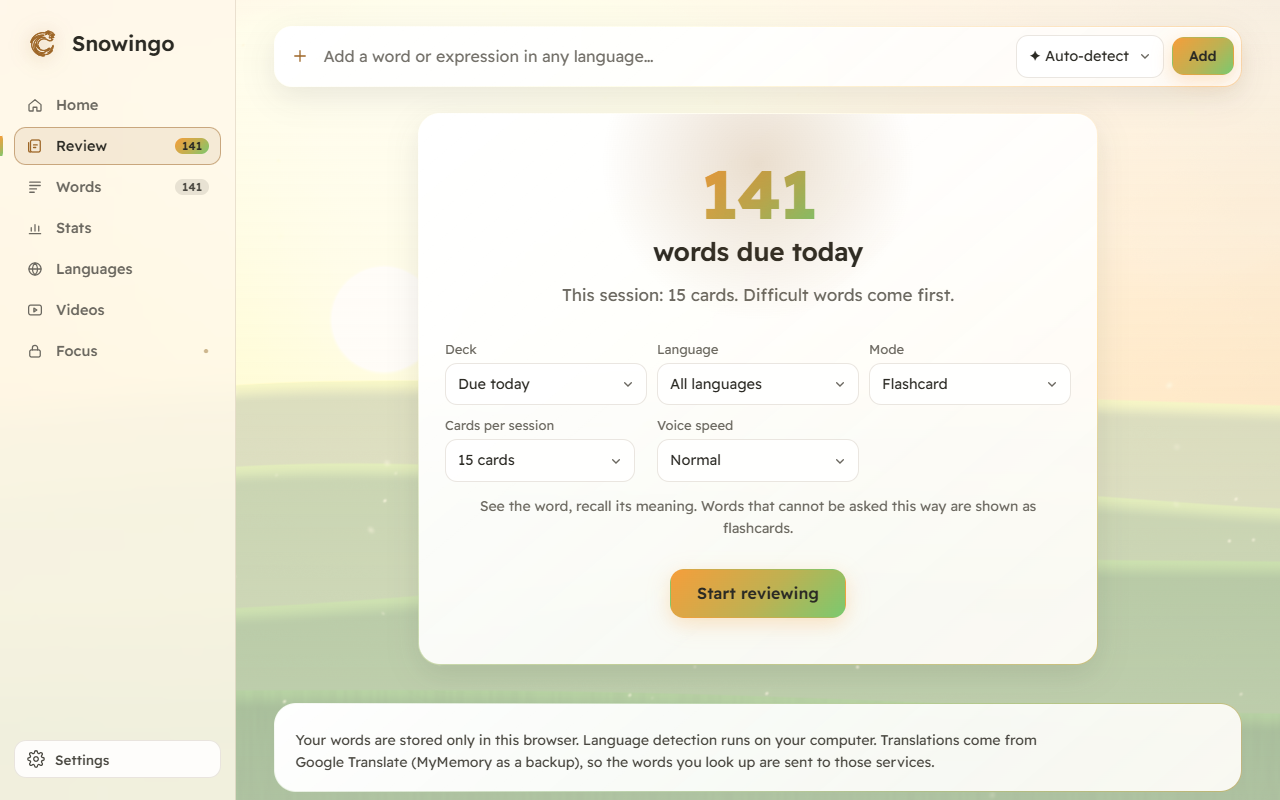 Snowingo
Home
Review 141
Words 141
Stats
Languages
Videos
Focus
Settings
Add a word or expression in any language...
✦ Auto-detect
Add
141
words due today
This session: 15 cards. Difficult words come first.
Deck
Language
Mode
Due today
All languages
Flashcard
Cards per session
Voice speed
15 cards
Normal
See the word, recall its meaning. Words that cannot be asked this way are shown as
flashcards.
Start reviewing
Your words are stored only in this browser. Language detection runs on your computer. Translations come from
Google Translate (MyMemory as a backup), so the words you look up are sent to those services.